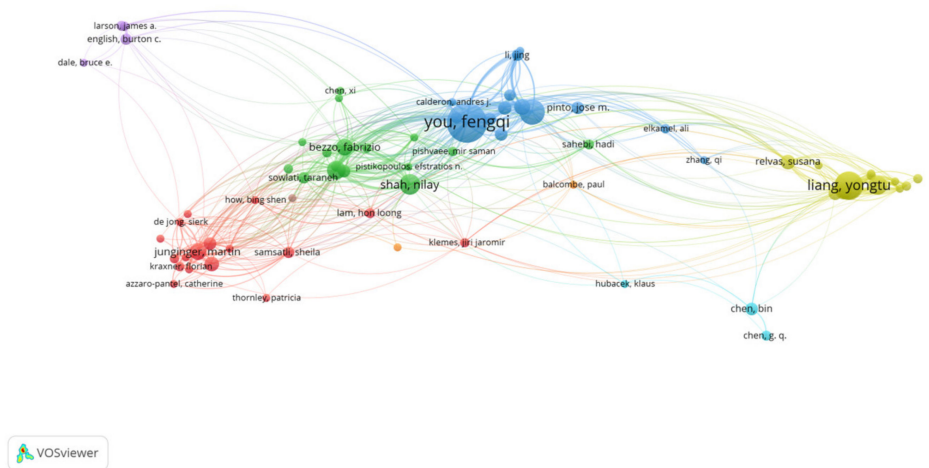 larson, james a.
english, burton c.
dale, bruce e.
li, jing
chen, xi
calderon, andres j.
pinto, jose m.
you, fengqi
elkamel, ali
bezzo, fabrizio
pishvaee, mir saman
sahebi, hadi
zhang, qi
relvas, susana
pistikopoulos, efstratios n.
sowlati, taraneh
shah, nilay
balcombe, paul
liang, yongtu
how, bing shen
lam, hon loong
de jong, sierk
klemes, jiri jaromir
junginger, martin
samsatli, sheila
kraxner, florian
azzaro-pantel, catherine
hubacek, klaus
thornley, patricia
chen, bin
chen, g. q.
VOSviewer